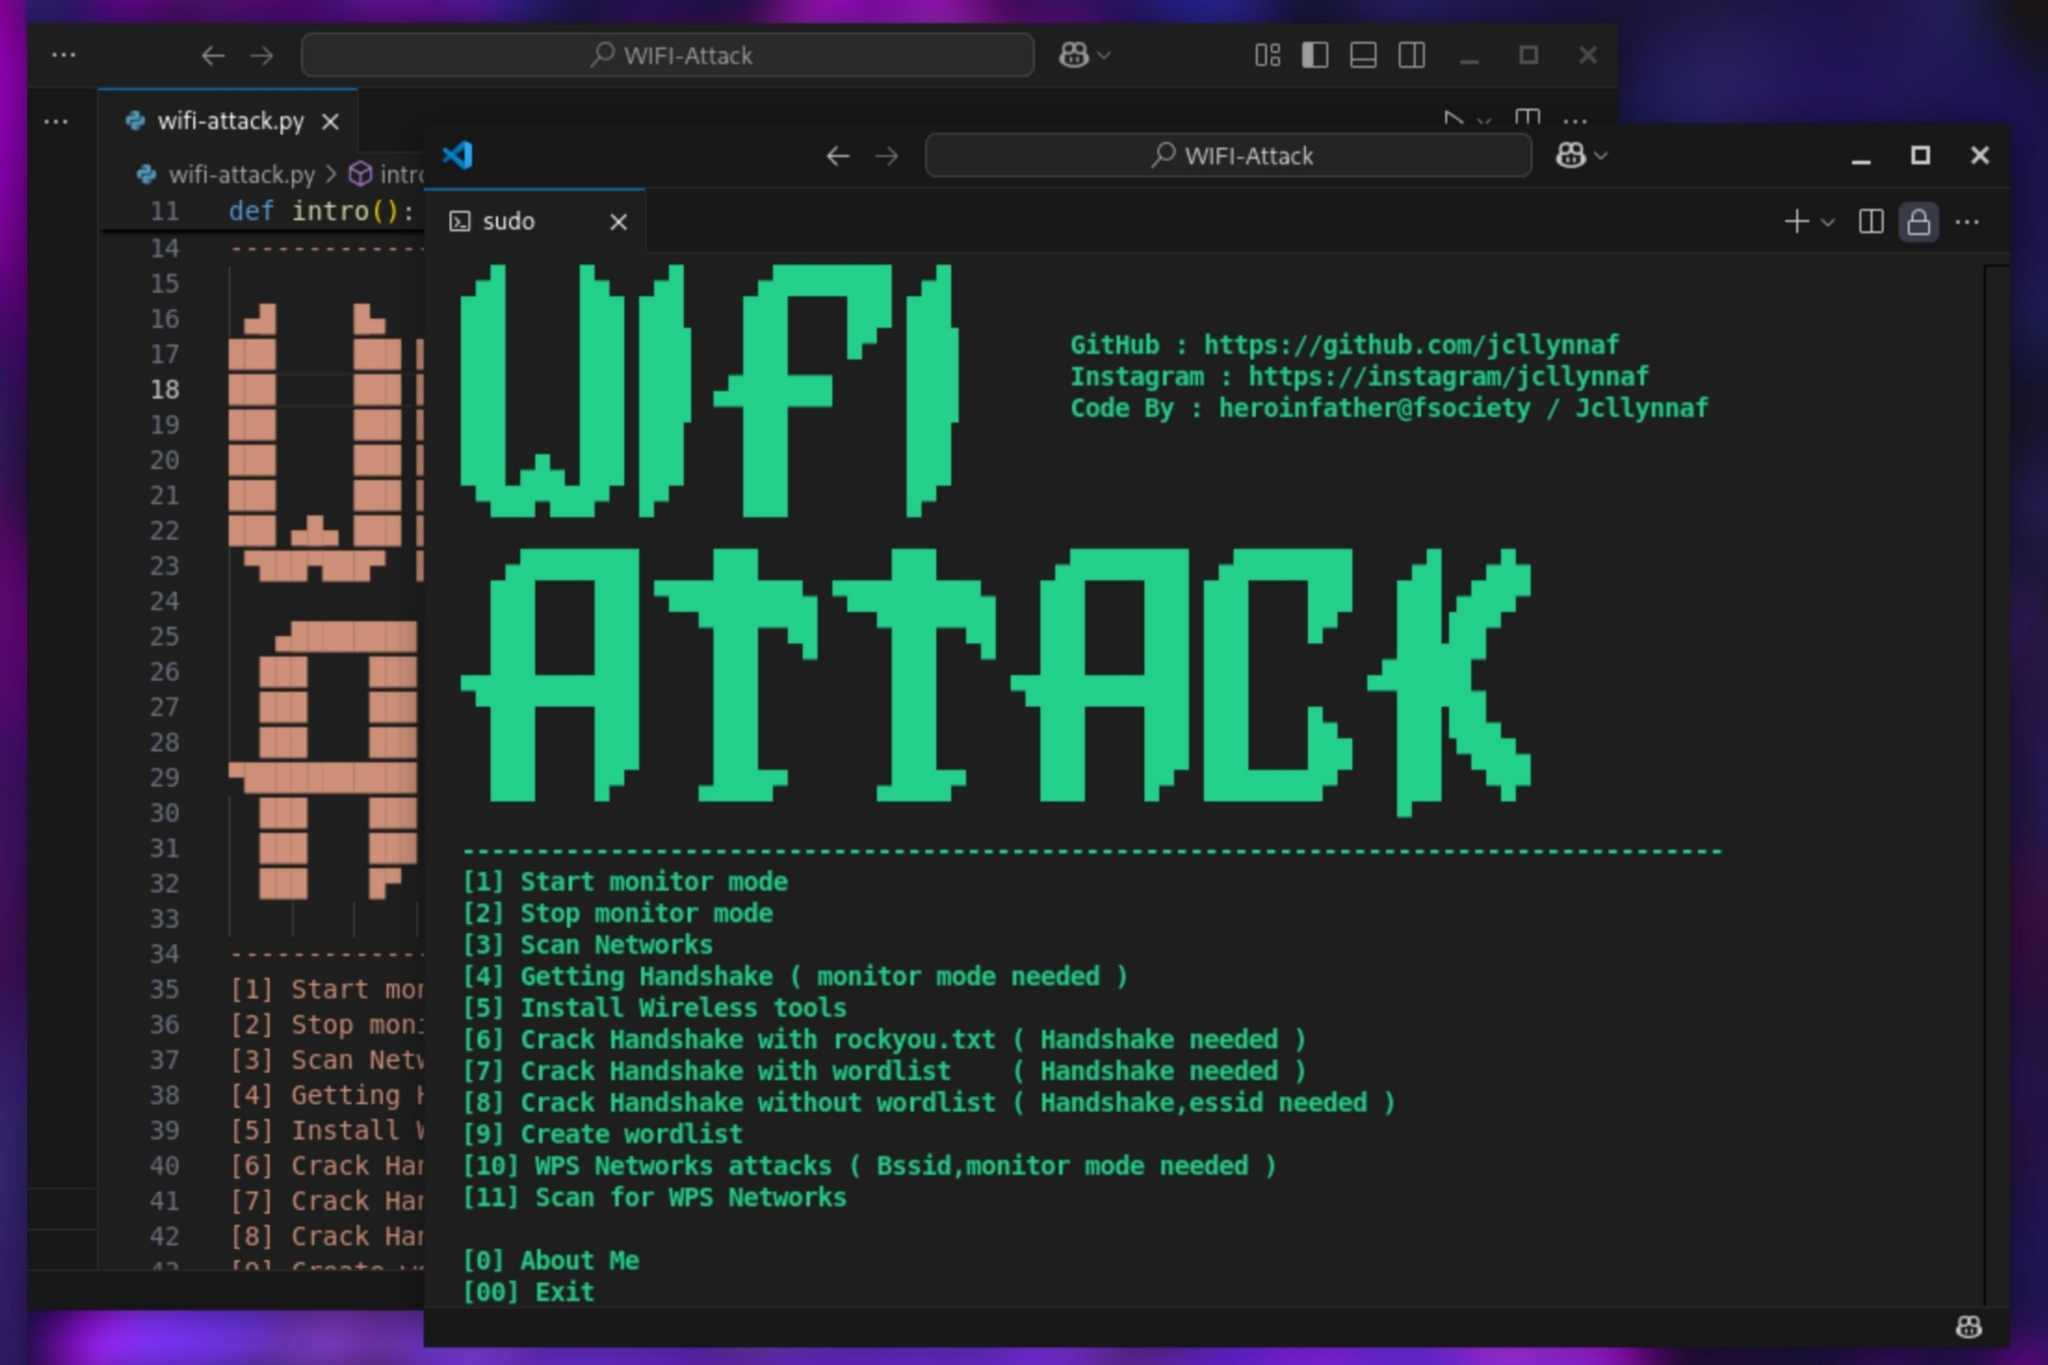 WIFI-Attack
wifi-attack.py
wifi-attack.py > intr
11 def intro():
14 -------------
15
16
17
18
19
20
21
22
23
24
25
26
27
28
29
30
31
32
33
34 -------------
35 [1] Start mon
36 [2] Stop moni
37 [3] Scan Netw
38 [4] Getting H
39 [5] Install W
40 [6] Crack Han
41 [7] Crack Han
42 [8] Crack Han
43 [9] Create wo
WIFI-Attack
sudo
WIFI
GitHub : https://github.com/jcllynnaf
Instagram : https://instagram/jcllynnaf
Code By : heroinfather@fsociety / Jcllynnaf
ATTACK
-------------------------------------------------------------------------------------
[1] Start monitor mode
[2] Stop monitor mode
[3] Scan Networks
[4] Getting Handshake ( monitor mode needed )
[5] Install Wireless tools
[6] Crack Handshake with rockyou.txt ( Handshake needed )
[7] Crack Handshake with wordlist    ( Handshake needed )
[8] Crack Handshake without wordlist ( Handshake,essid needed )
[9] Create wordlist
[10] WPS Networks attacks ( Bssid,monitor mode needed )
[11] Scan for WPS Networks
[0] About Me
[00] Exit